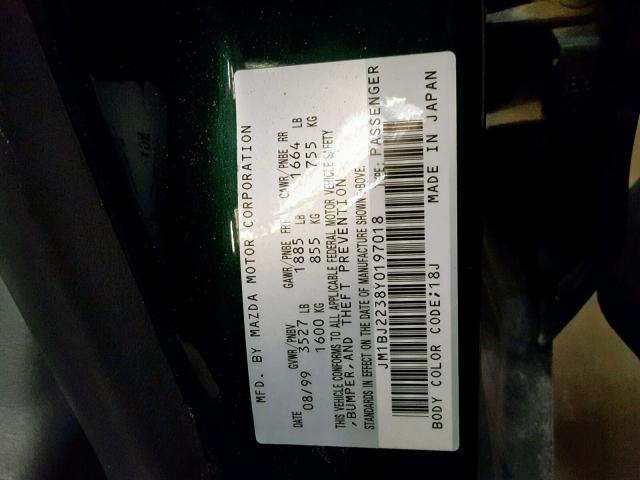 MFD. BY MAZDA MOTOR CORPORATION
DATE GVWR/PNBV GAWR/PNBE FRT GAWR/PNBE RR
08/99 3527 LB 1885 LB 1664 LB
1600 KG 855 KG 755 KG
THIS VEHICLE CONFORMS TO ALL APPLICABLE FEDERAL MOTOR VEHICLE SAFETY
,BUMPER,AND THEFT PREVENTION
STANDARDS IN EFFECT ON THE DATE OF MANUFACTURE SHOWN ABOVE.
JM1BJ2238Y0197018 TYPE: PASSENGER
BODY COLOR CODE;18J MADE IN JAPAN